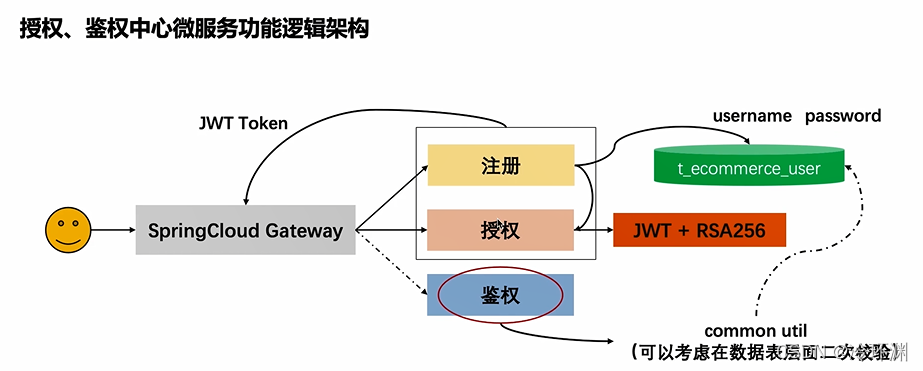 授权、鉴权中心微服务功能逻辑架构
JWT Token
username password
注册
t_ecommerce_user
SpringCloud Gateway
授权
JWT + RSA256
鉴权
common util
(可以考虑在数据表层面二次校验)